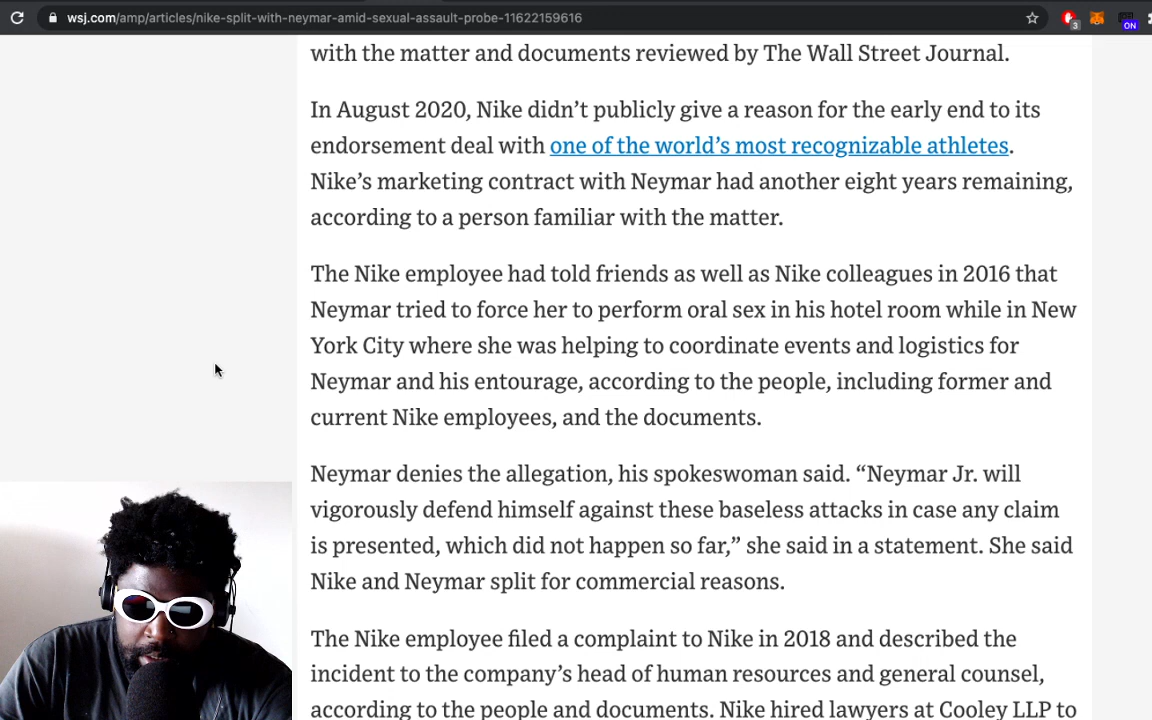 wsj.com/amp/articles/nike-split-with-neymar-amid-sexual-assault-probe-11622159616
3
ON
with the matter and documents reviewed by The Wall Street Journal.
In August 2020, Nike didn’t publicly give a reason for the early end to its
endorsement deal with one of the world’s most recognizable athletes.
Nike’s marketing contract with Neymar had another eight years remaining,
according to a person familiar with the matter.
The Nike employee had told friends as well as Nike colleagues in 2016 that
Neymar tried to force her to perform oral sex in his hotel room while in New
York City where she was helping to coordinate events and logistics for
Neymar and his entourage, according to the people, including former and
current Nike employees, and the documents.
Neymar denies the allegation, his spokeswoman said. “Neymar Jr. will
vigorously defend himself against these baseless attacks in case any claim
is presented, which did not happen so far,” she said in a statement. She said
Nike and Neymar split for commercial reasons.
The Nike employee filed a complaint to Nike in 2018 and described the
incident to the company’s head of human resources and general counsel,
according to the people and documents. Nike hired lawyers at Cooley LLP to